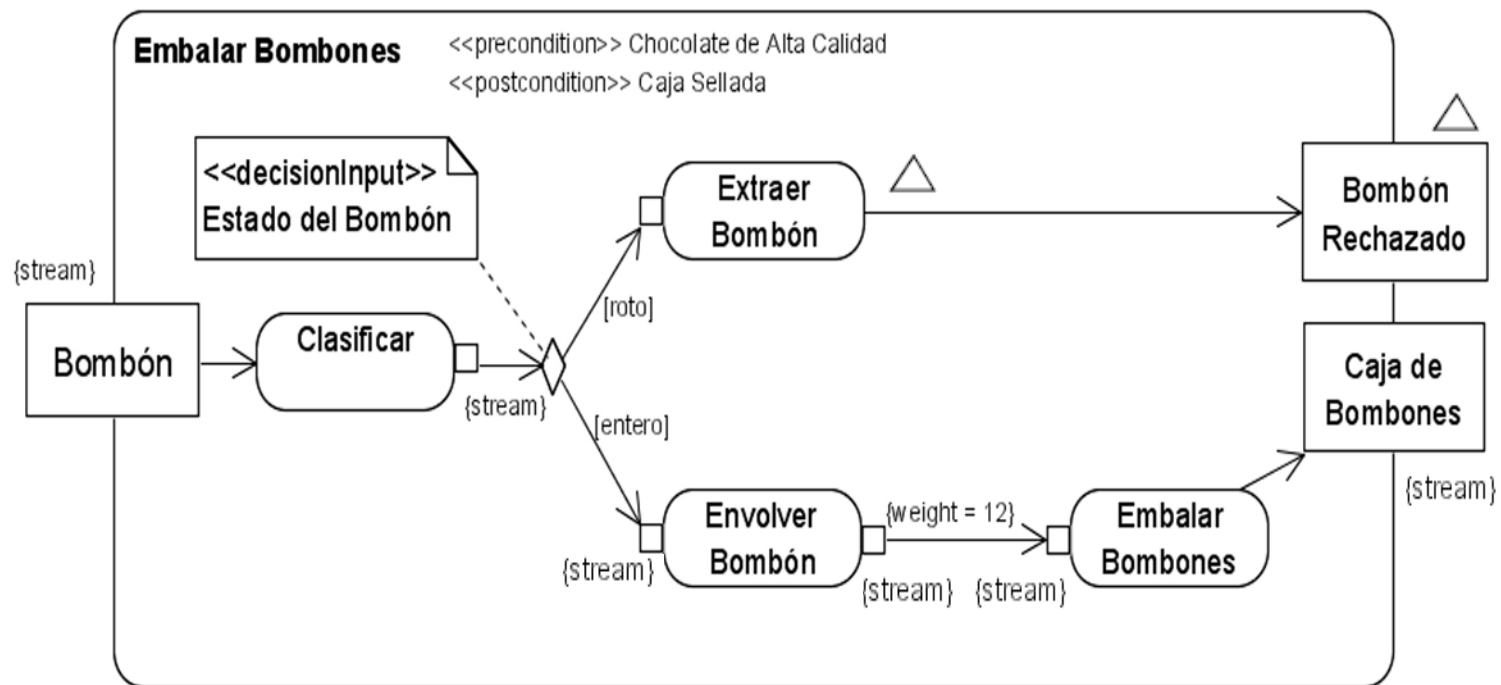 Embalar Bombones
<<precondition>> Chocolate de Alta Calidad
<<postcondition>> Caja Sellada
<<decisionInput>>
Estado del Bombón
{stream}
Bombón
Clasificar
{stream}
[roto]
[entero]
Extraer
Bombón
Bombón
Rechazado
Caja de
Bombones
{stream}
Envolver
Bombón
{stream}
{weight = 12}
{stream}
{stream}
Embalar
Bombones